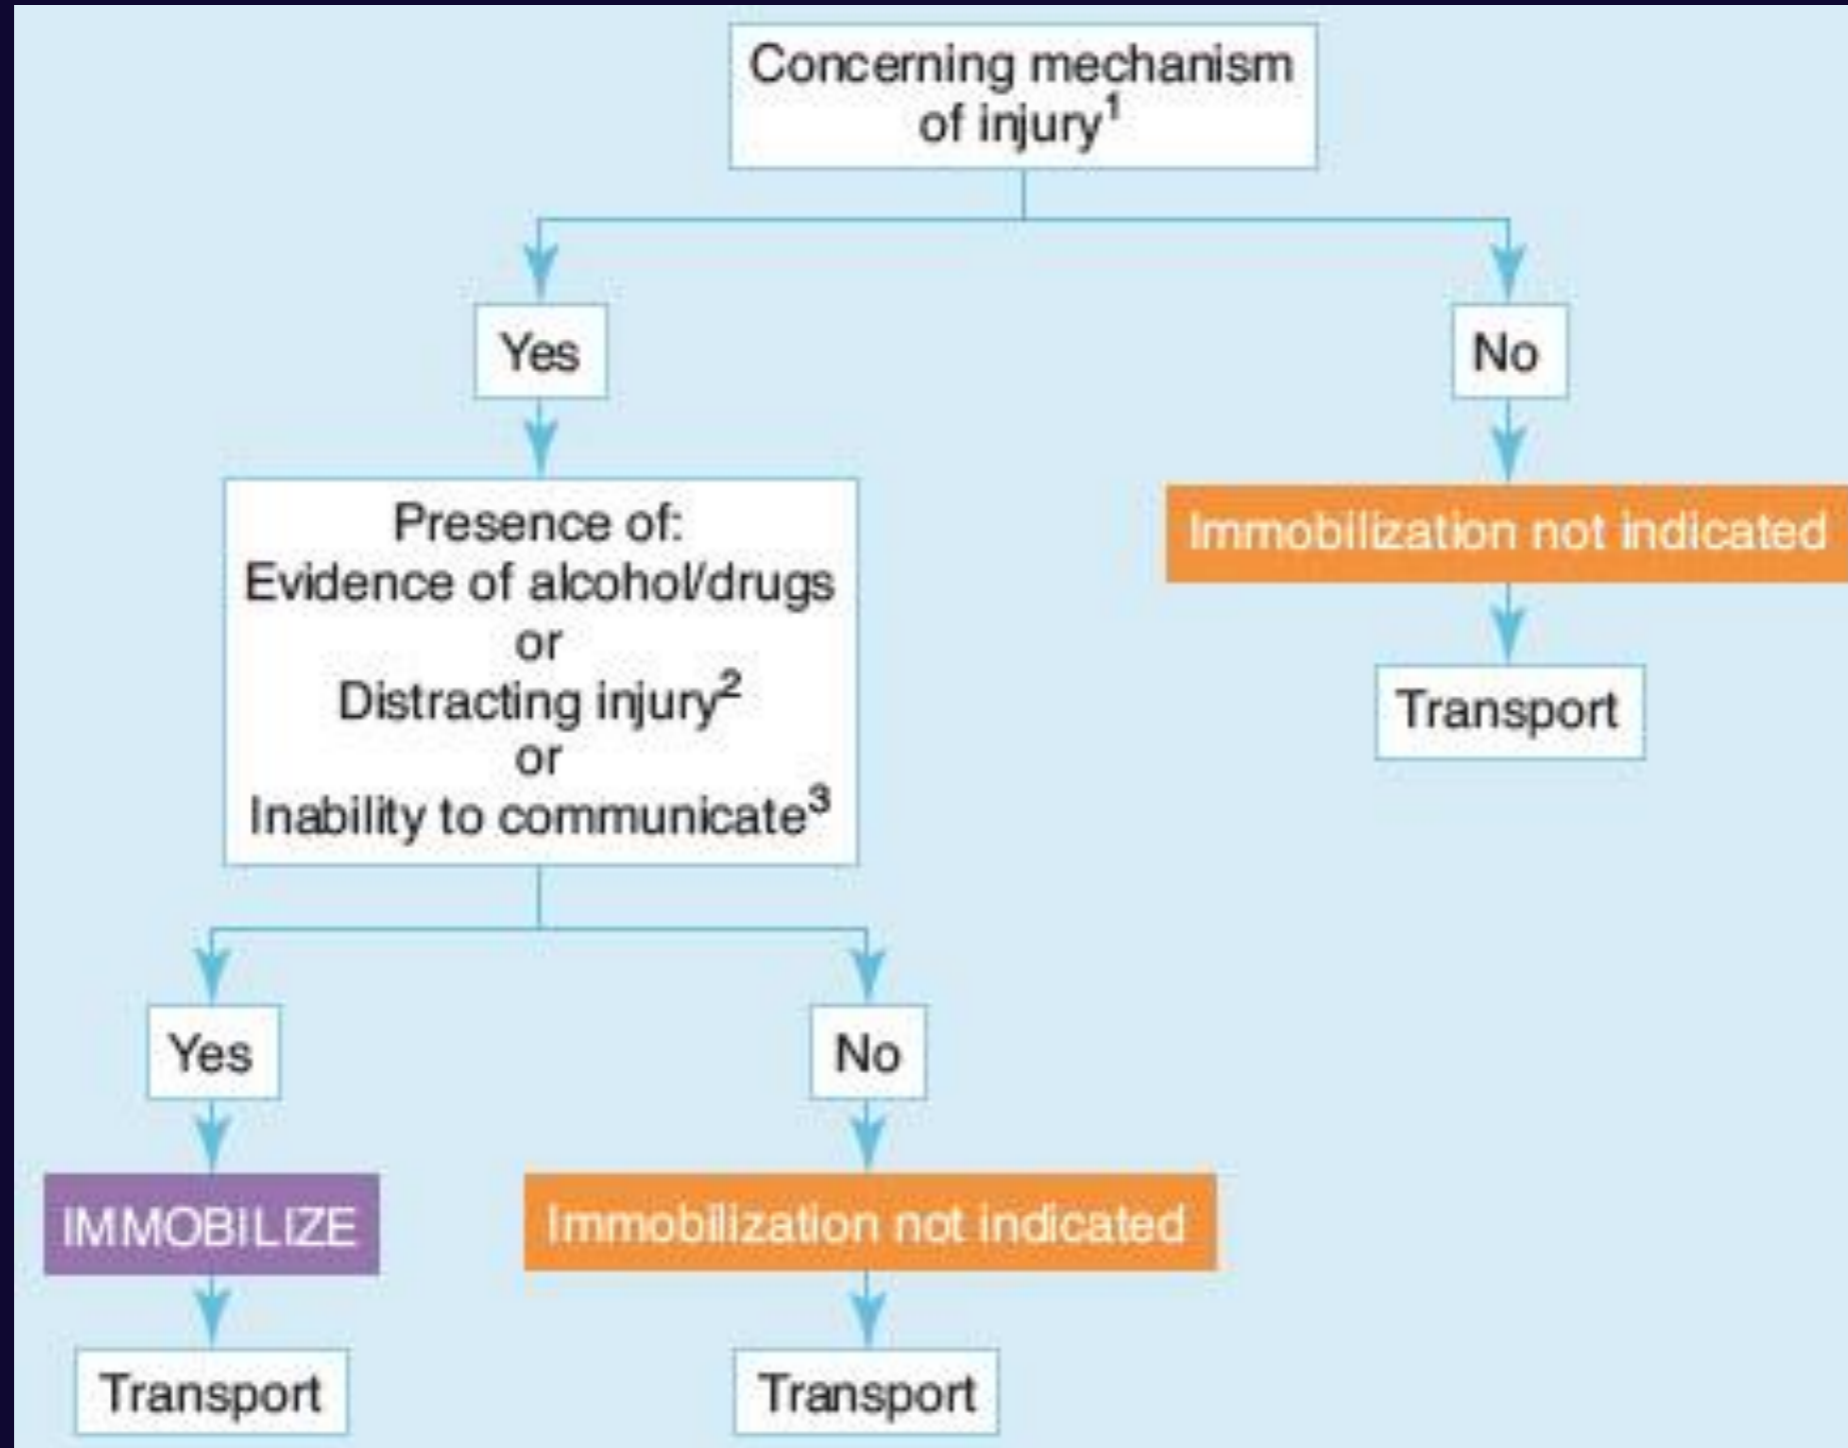 Concerning mechanism
of injury¹
Yes
No
Presence of:
Evidence of alcohol/drugs
or
Distracting injury²
or
Inability to communicate³
Immobilization not indicated
Transport
Yes
No
IMMOBILIZE
Immobilization not indicated
Transport
Transport